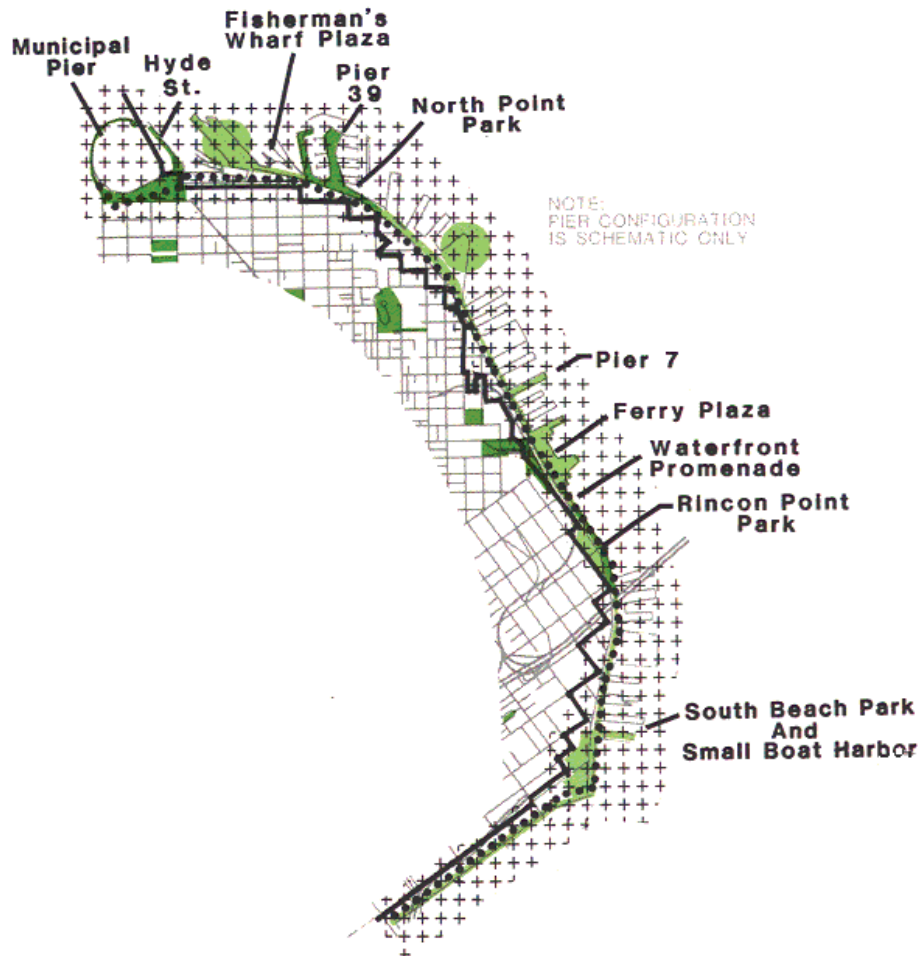 Fisherman's
Wharf Plaza
Municipal
Pier
Hyde
St.
Pier
39
North Point
Park
NOTE:
PIER CONFIGURATION
IS SCHEMATIC ONLY
Pier 7
Ferry Plaza
Waterfront
Promenade
Rincon Point
Park
South Beach Park
And
Small Boat Harbor